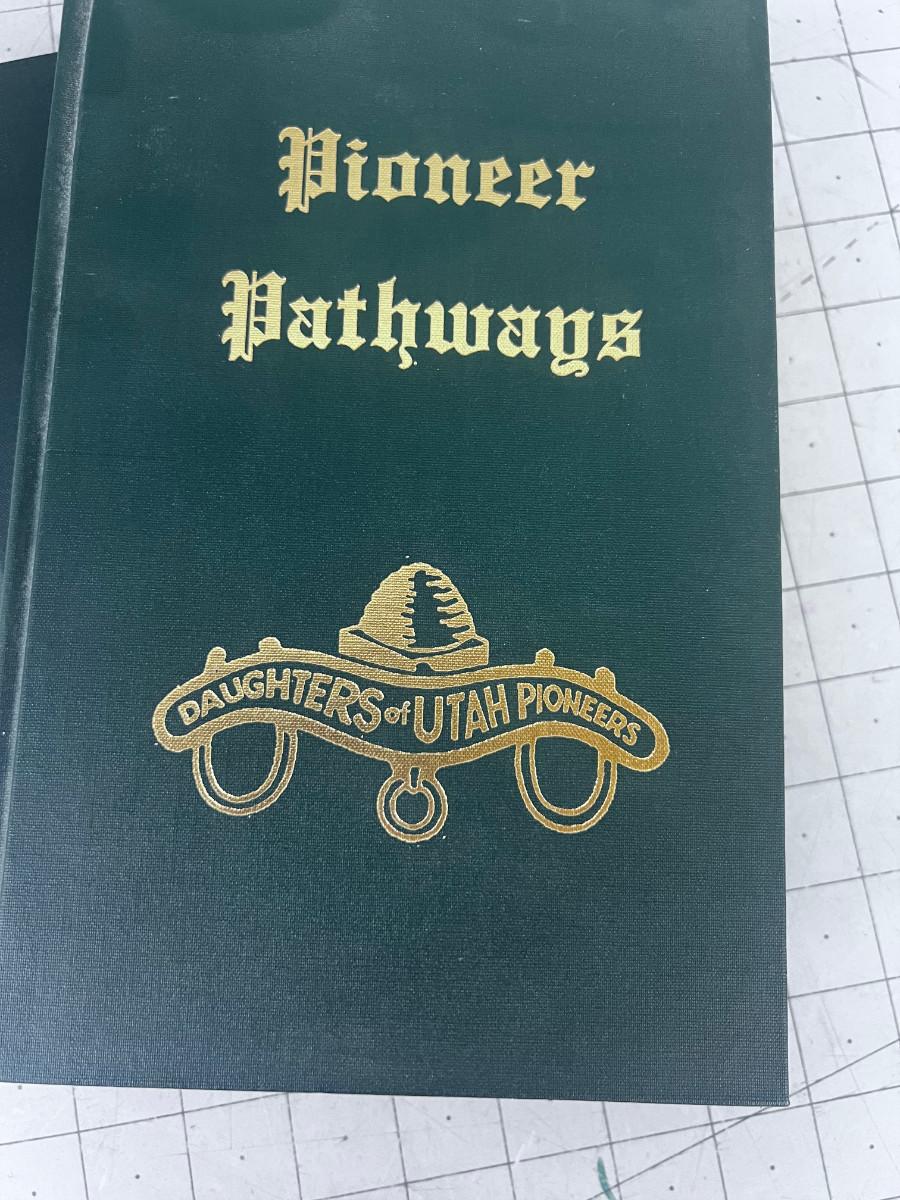 Pioneer
Pathways
DAUGHTERS of UTAH PIONEERS